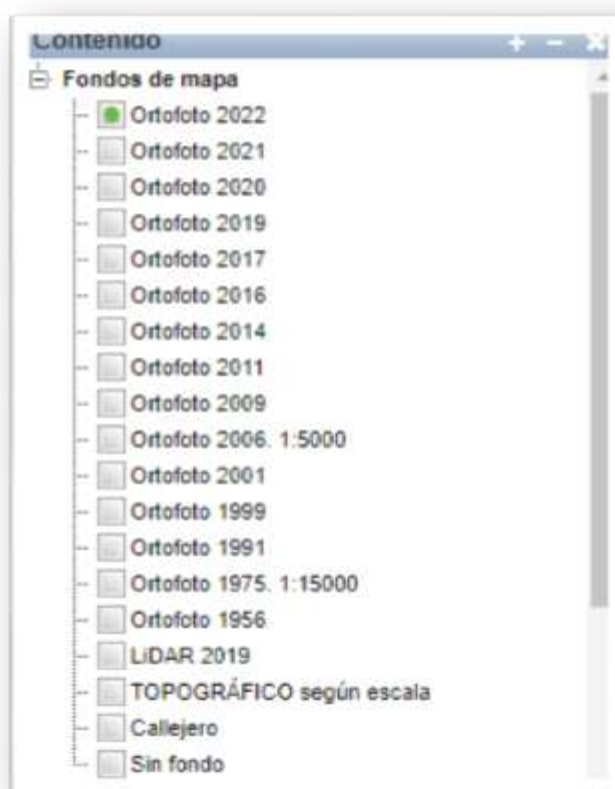 Contenido
Fondos de mapa
Ortofoto 2022
Ortofoto 2021
Ortofoto 2020
Ortofoto 2019
Ortofoto 2017
Ortofoto 2016
Ortofoto 2014
Ortofoto 2011
Ortofoto 2009
Ortofoto 2006. 1:5000
Ortofoto 2001
Ortofoto 1999
Ortofoto 1991
Ortofoto 1975. 1:15000
Ortofoto 1956
LiDAR 2019
TOPOGRÁFICO según escala
Callejero
Sin fondo